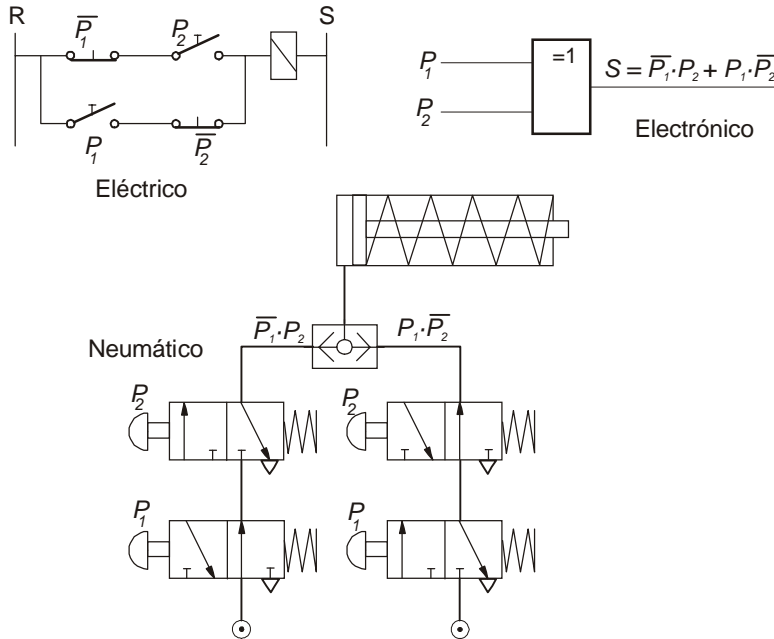 R
S
P̅₁
P₂
P₁
P̅₂
Eléctrico
P₁
P₂
=1
S = P̅₁·P₂ + P₁·P̅₂
Electrónico
Neumático
P̅₁·P₂
P₁·P̅₂
P₂
P₂
P₁
P₁